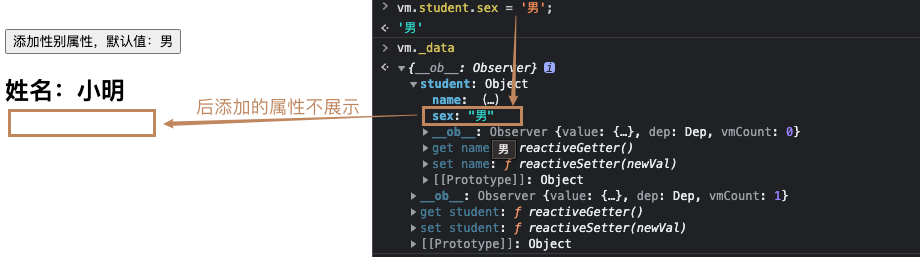 添加性别属性，默认值：男
姓名：小明
后添加的属性不展示
> vm.student.sex = '男';
<· '男'
> vm._data
<· ▼{__ob__: Observer} i
▼student: Object
name: (…)
sex: "男"
▶__ob__: Observer {value: {…}, dep: Dep, vmCount: 0}
▶get name: ƒ reactiveGetter()
男
▶set name: ƒ reactiveSetter(newVal)
▶[[Prototype]]: Object
▶__ob__: Observer {value: {…}, dep: Dep, vmCount: 1}
▶get student: ƒ reactiveGetter()
▶set student: ƒ reactiveSetter(newVal)
▶[[Prototype]]: Object